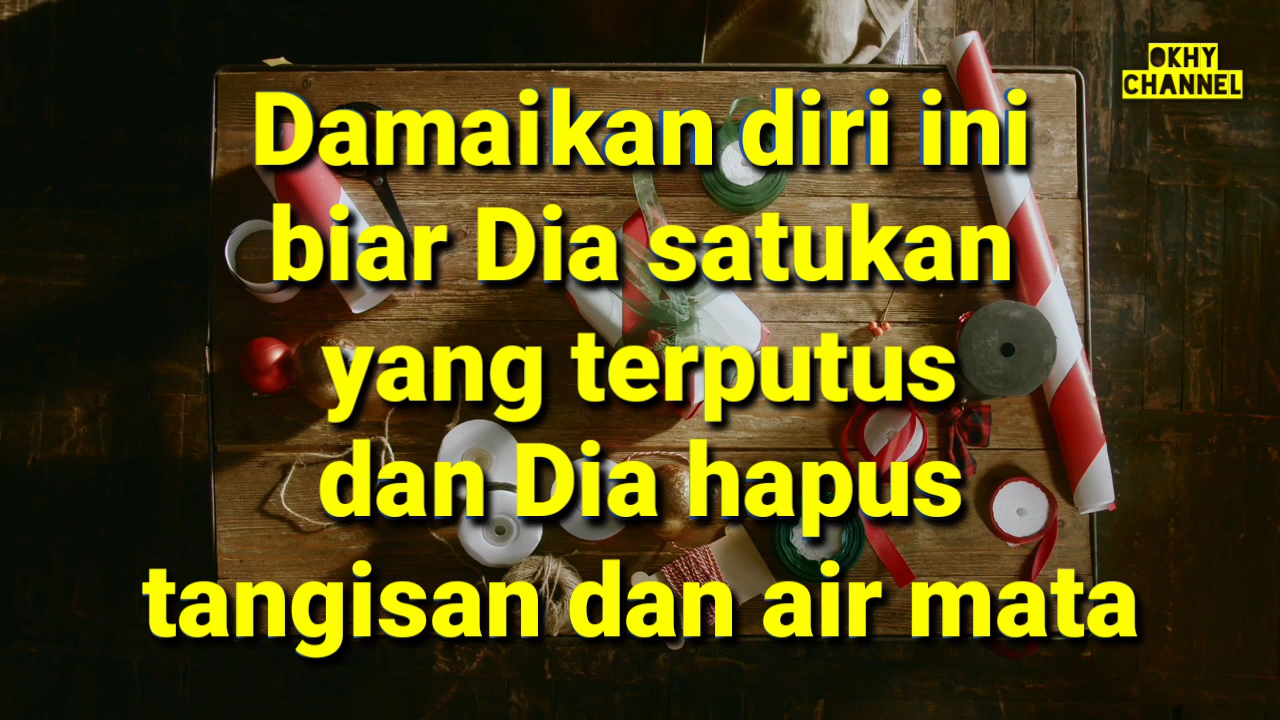 OKHY
CHANNEL
Damaikan diri ini
biar Dia satukan
yang terputus
dan Dia hapus
tangisan dan air mata